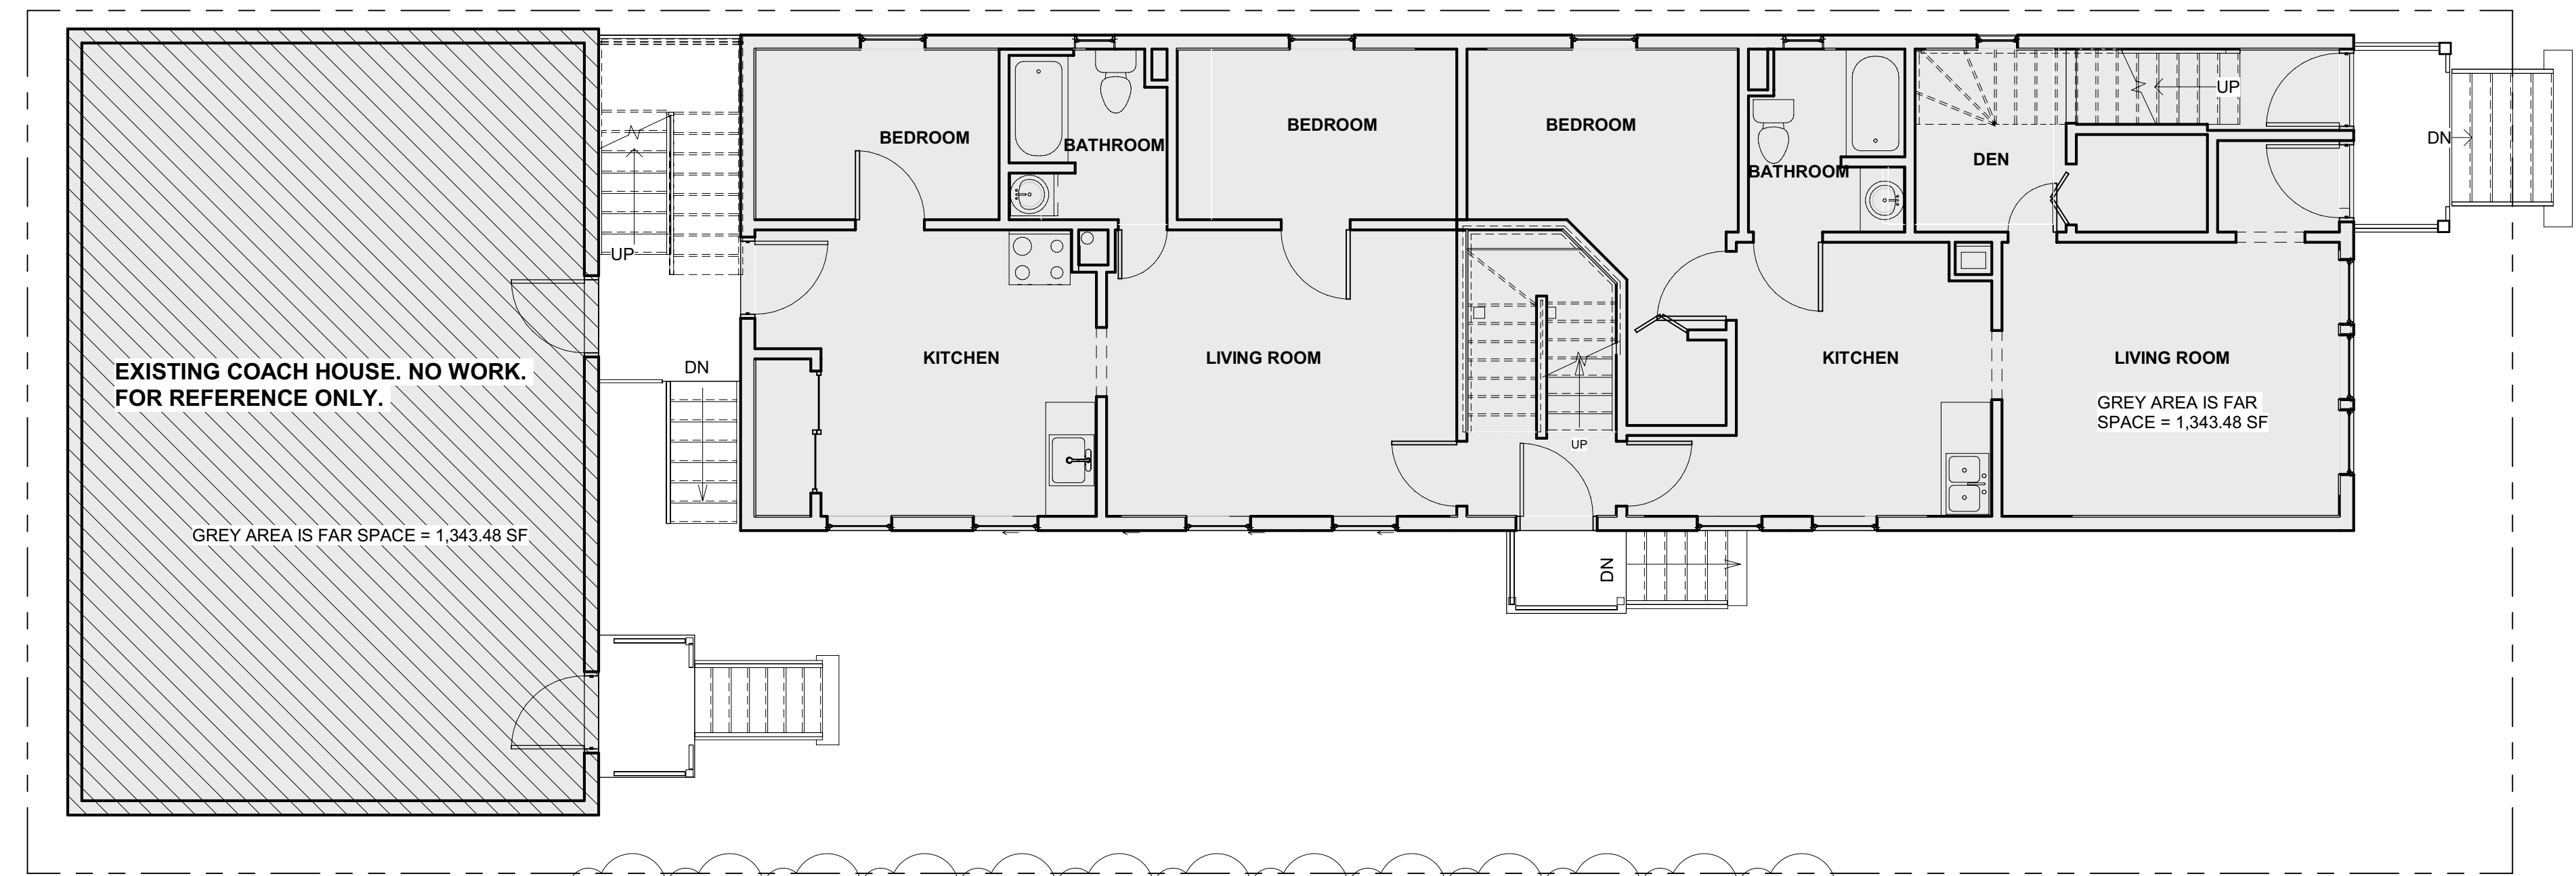 UP
BEDROOM
BEDROOM
BEDROOM
DN
BATHROOM
DEN
BATHROOM
UP
KITCHEN
LIVING ROOM
KITCHEN
LIVING ROOM
DN
EXISTING COACH HOUSE. NO WORK.
FOR REFERENCE ONLY.
GREY AREA IS FAR
SPACE = 1,343.48 SF
UP
GREY AREA IS FAR SPACE = 1,343.48 SF
DN